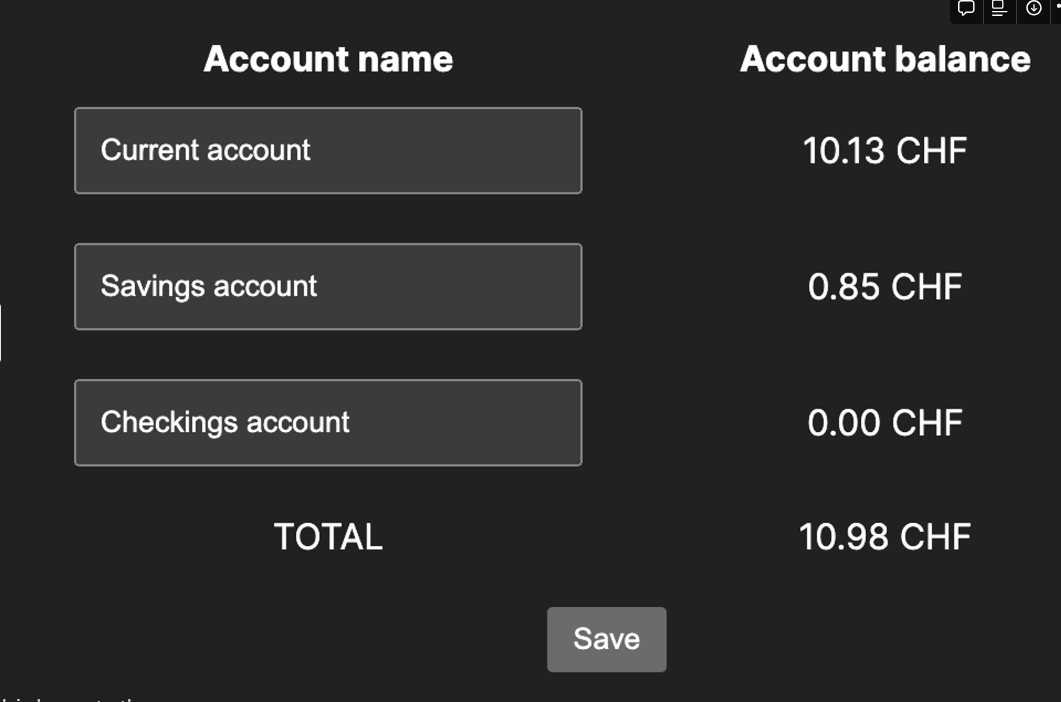 Account name Account balance
Current account 10.13 CHF
Savings account 0.85 CHF
Checkings account 0.00 CHF
TOTAL 10.98 CHF
Save